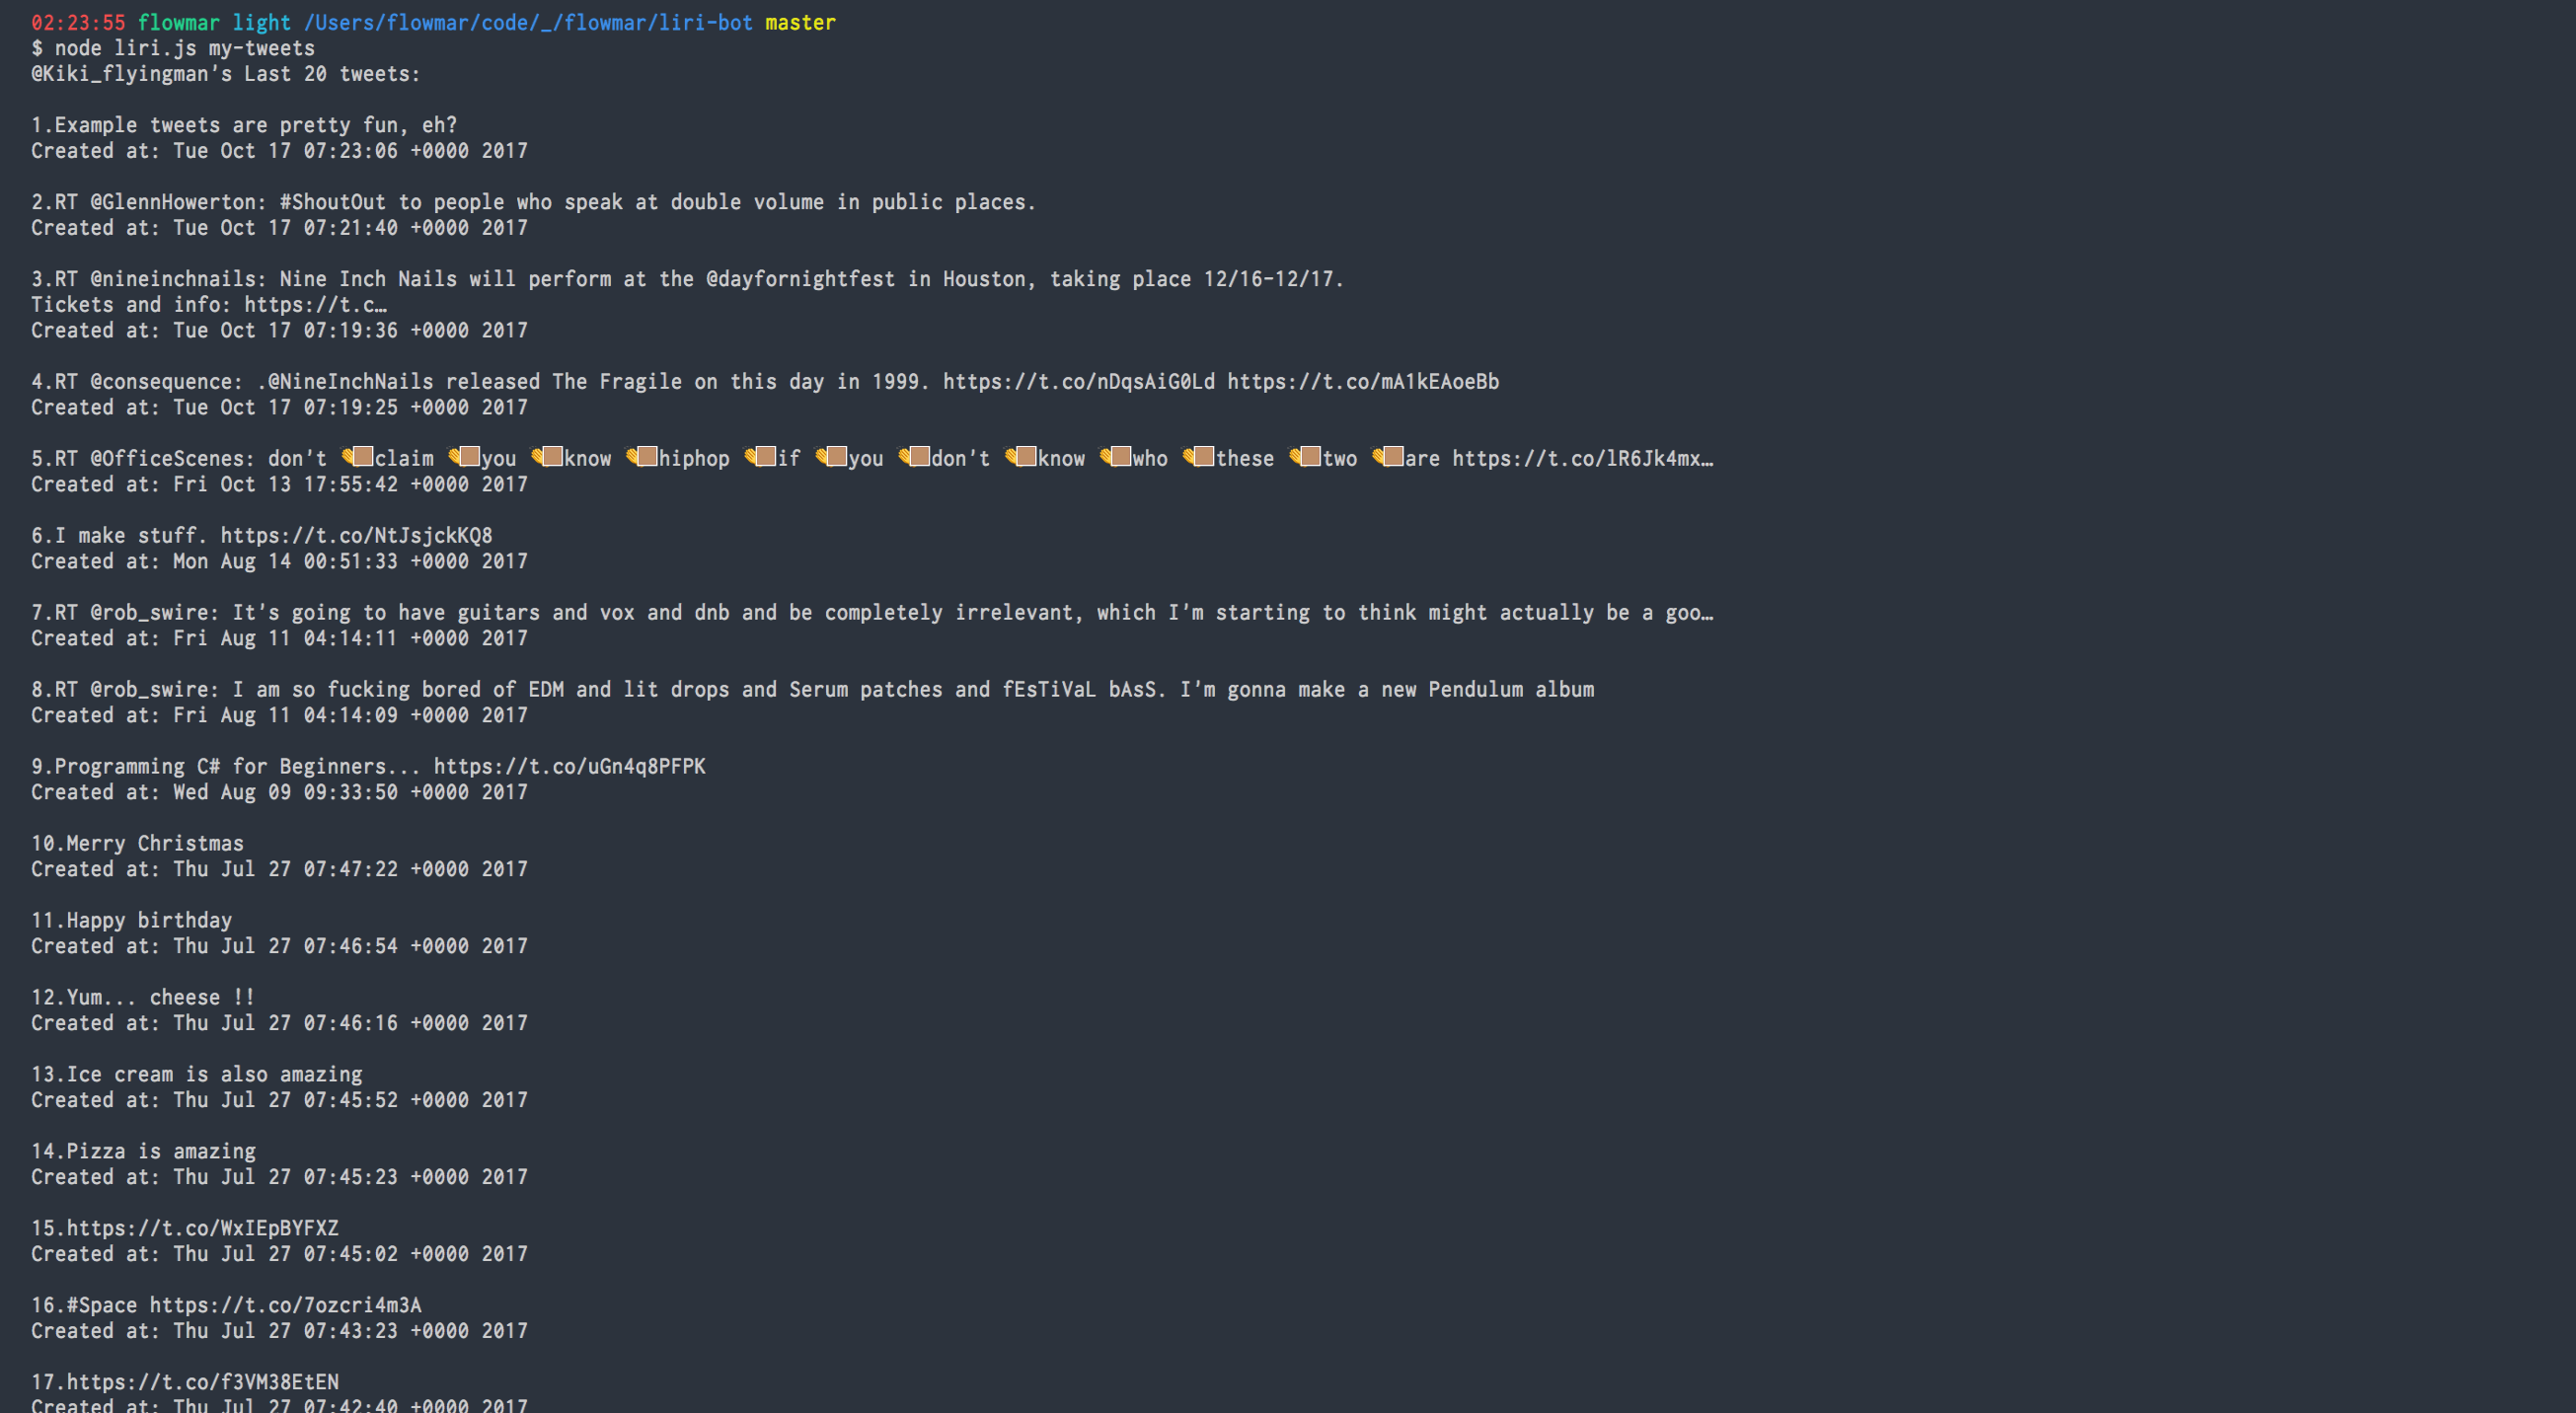 02:23:55 flowmar light /Users/flowmar/code/_/flowmar/liri-bot master
$ node liri.js my-tweets
@Kiki_flyingman's Last 20 tweets:
1.Example tweets are pretty fun, eh?
Created at: Tue Oct 17 07:23:06 +0000 2017
2.RT @GlennHowerton: #ShoutOut to people who speak at double volume in public places.
Created at: Tue Oct 17 07:21:40 +0000 2017
3.RT @nineinchnails: Nine Inch Nails will perform at the @dayfornightfest in Houston, taking place 12/16-12/17.
Tickets and info: https://t.c…
Created at: Tue Oct 17 07:19:36 +0000 2017
4.RT @consequence: .@NineInchNails released The Fragile on this day in 1999. https://t.co/nDqsAiG0Ld https://t.co/mA1kEAoeBb
Created at: Tue Oct 17 07:19:25 +0000 2017
5.RT @OfficeScenes: don't 👏🏽claim 👏🏽you 👏🏽know 👏🏽hiphop 👏🏽if 👏🏽you 👏🏽don't 👏🏽know 👏🏽who 👏🏽these 👏🏽two 👏🏽are https://t.co/lR6Jk4mx…
Created at: Fri Oct 13 17:55:42 +0000 2017
6.I make stuff. https://t.co/NtJsjckKQ8
Created at: Mon Aug 14 00:51:33 +0000 2017
7.RT @rob_swire: It's going to have guitars and vox and dnb and be completely irrelevant, which I'm starting to think might actually be a goo…
Created at: Fri Aug 11 04:14:11 +0000 2017
8.RT @rob_swire: I am so fucking bored of EDM and lit drops and Serum patches and fEsTiVaL bAsS. I'm gonna make a new Pendulum album
Created at: Fri Aug 11 04:14:09 +0000 2017
9.Programming C# for Beginners... https://t.co/uGn4q8PFPK
Created at: Wed Aug 09 09:33:50 +0000 2017
10.Merry Christmas
Created at: Thu Jul 27 07:47:22 +0000 2017
11.Happy birthday
Created at: Thu Jul 27 07:46:54 +0000 2017
12.Yum... cheese !!
Created at: Thu Jul 27 07:46:16 +0000 2017
13.Ice cream is also amazing
Created at: Thu Jul 27 07:45:52 +0000 2017
14.Pizza is amazing
Created at: Thu Jul 27 07:45:23 +0000 2017
15.https://t.co/WxIEpBYFXZ
Created at: Thu Jul 27 07:45:02 +0000 2017
16.#Space https://t.co/7ozcri4m3A
Created at: Thu Jul 27 07:43:23 +0000 2017
17.https://t.co/f3VM38EtEN
Created at: Thu Jul 27 07:42:40 +0000 2017